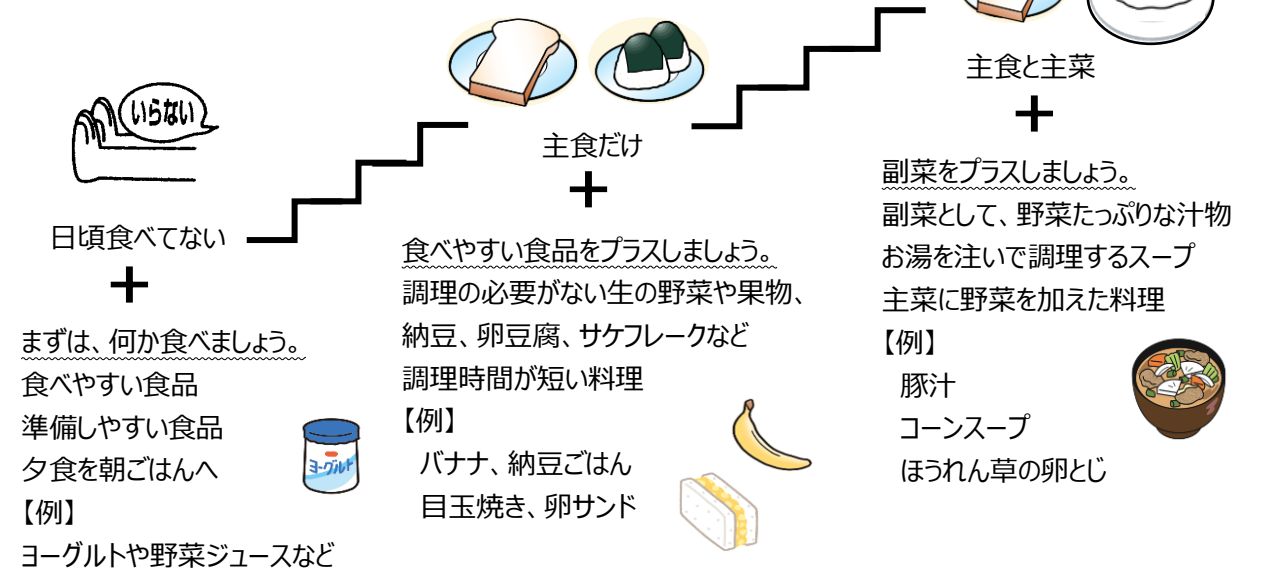 いらない
日頃食べてない
＋
まずは、何か食べましょう。
食べやすい食品
準備しやすい食品
夕食を朝ごはんへ
【例】
ヨーグルトや野菜ジュースなど
ヨーグルト
主食だけ
＋
食べやすい食品をプラスしましょう。
調理の必要がない生の野菜や果物、
納豆、卵豆腐、サケフレークなど
調理時間が短い料理
【例】
バナナ、納豆ごはん
目玉焼き、卵サンド
主食と主菜
＋
副菜をプラスしましょう。
副菜として、野菜たっぷりな汁物
お湯を注いで調理するスープ
主菜に野菜を加えた料理
【例】
豚汁
コーンスープ
ほうれん草の卵とじ